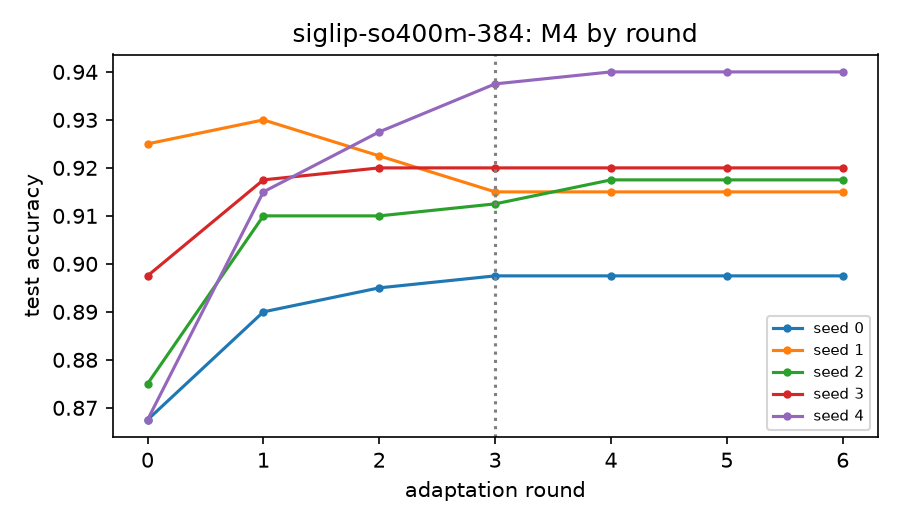 siglip-so400m-384: M4 by round
test accuracy
0.94
0.93
0.92
0.91
0.90
0.89
0.88
0.87
0 1 2 3 4 5 6
adaptation round
seed 0
seed 1
seed 2
seed 3
seed 4